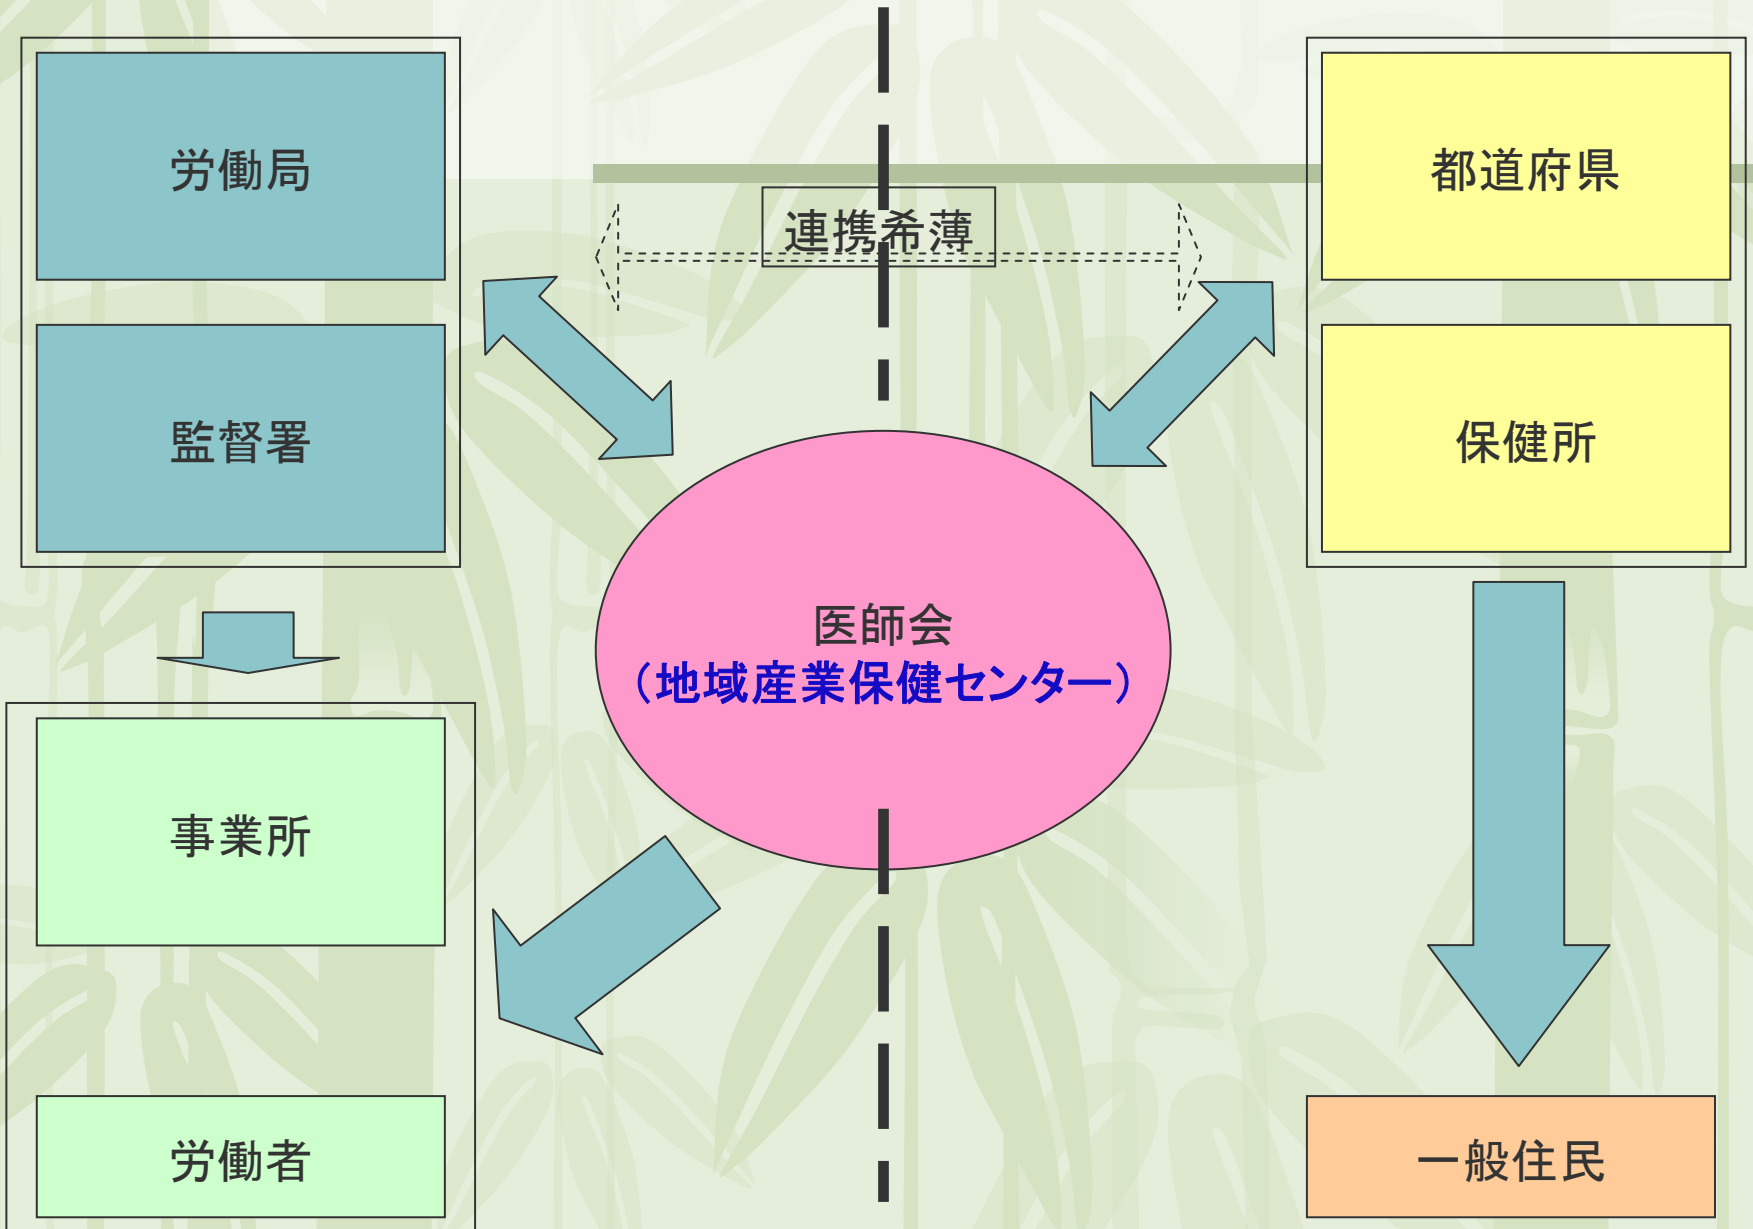 労働局
都道府県
連携希薄
監督署
保健所
医師会
（地域産業保健センター）
事業所
労働者
一般住民